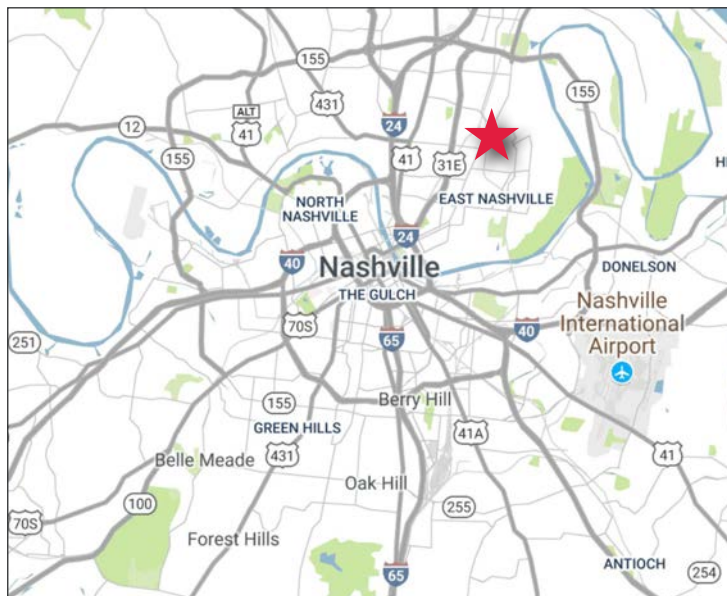 155
431
ALT
41
24
155
12
155
41
31E
NORTH
NASHVILLE
EAST NASHVILLE
24
40
Nashville
DONELSON
THE GULCH
Nashville
International
Airport
70S
40
251
65
155
Berry Hill
GREEN HILLS
41A
41
431
Belle Meade
Oak Hill
100
255
70S
Forest Hills
65
ANTIOCH
254